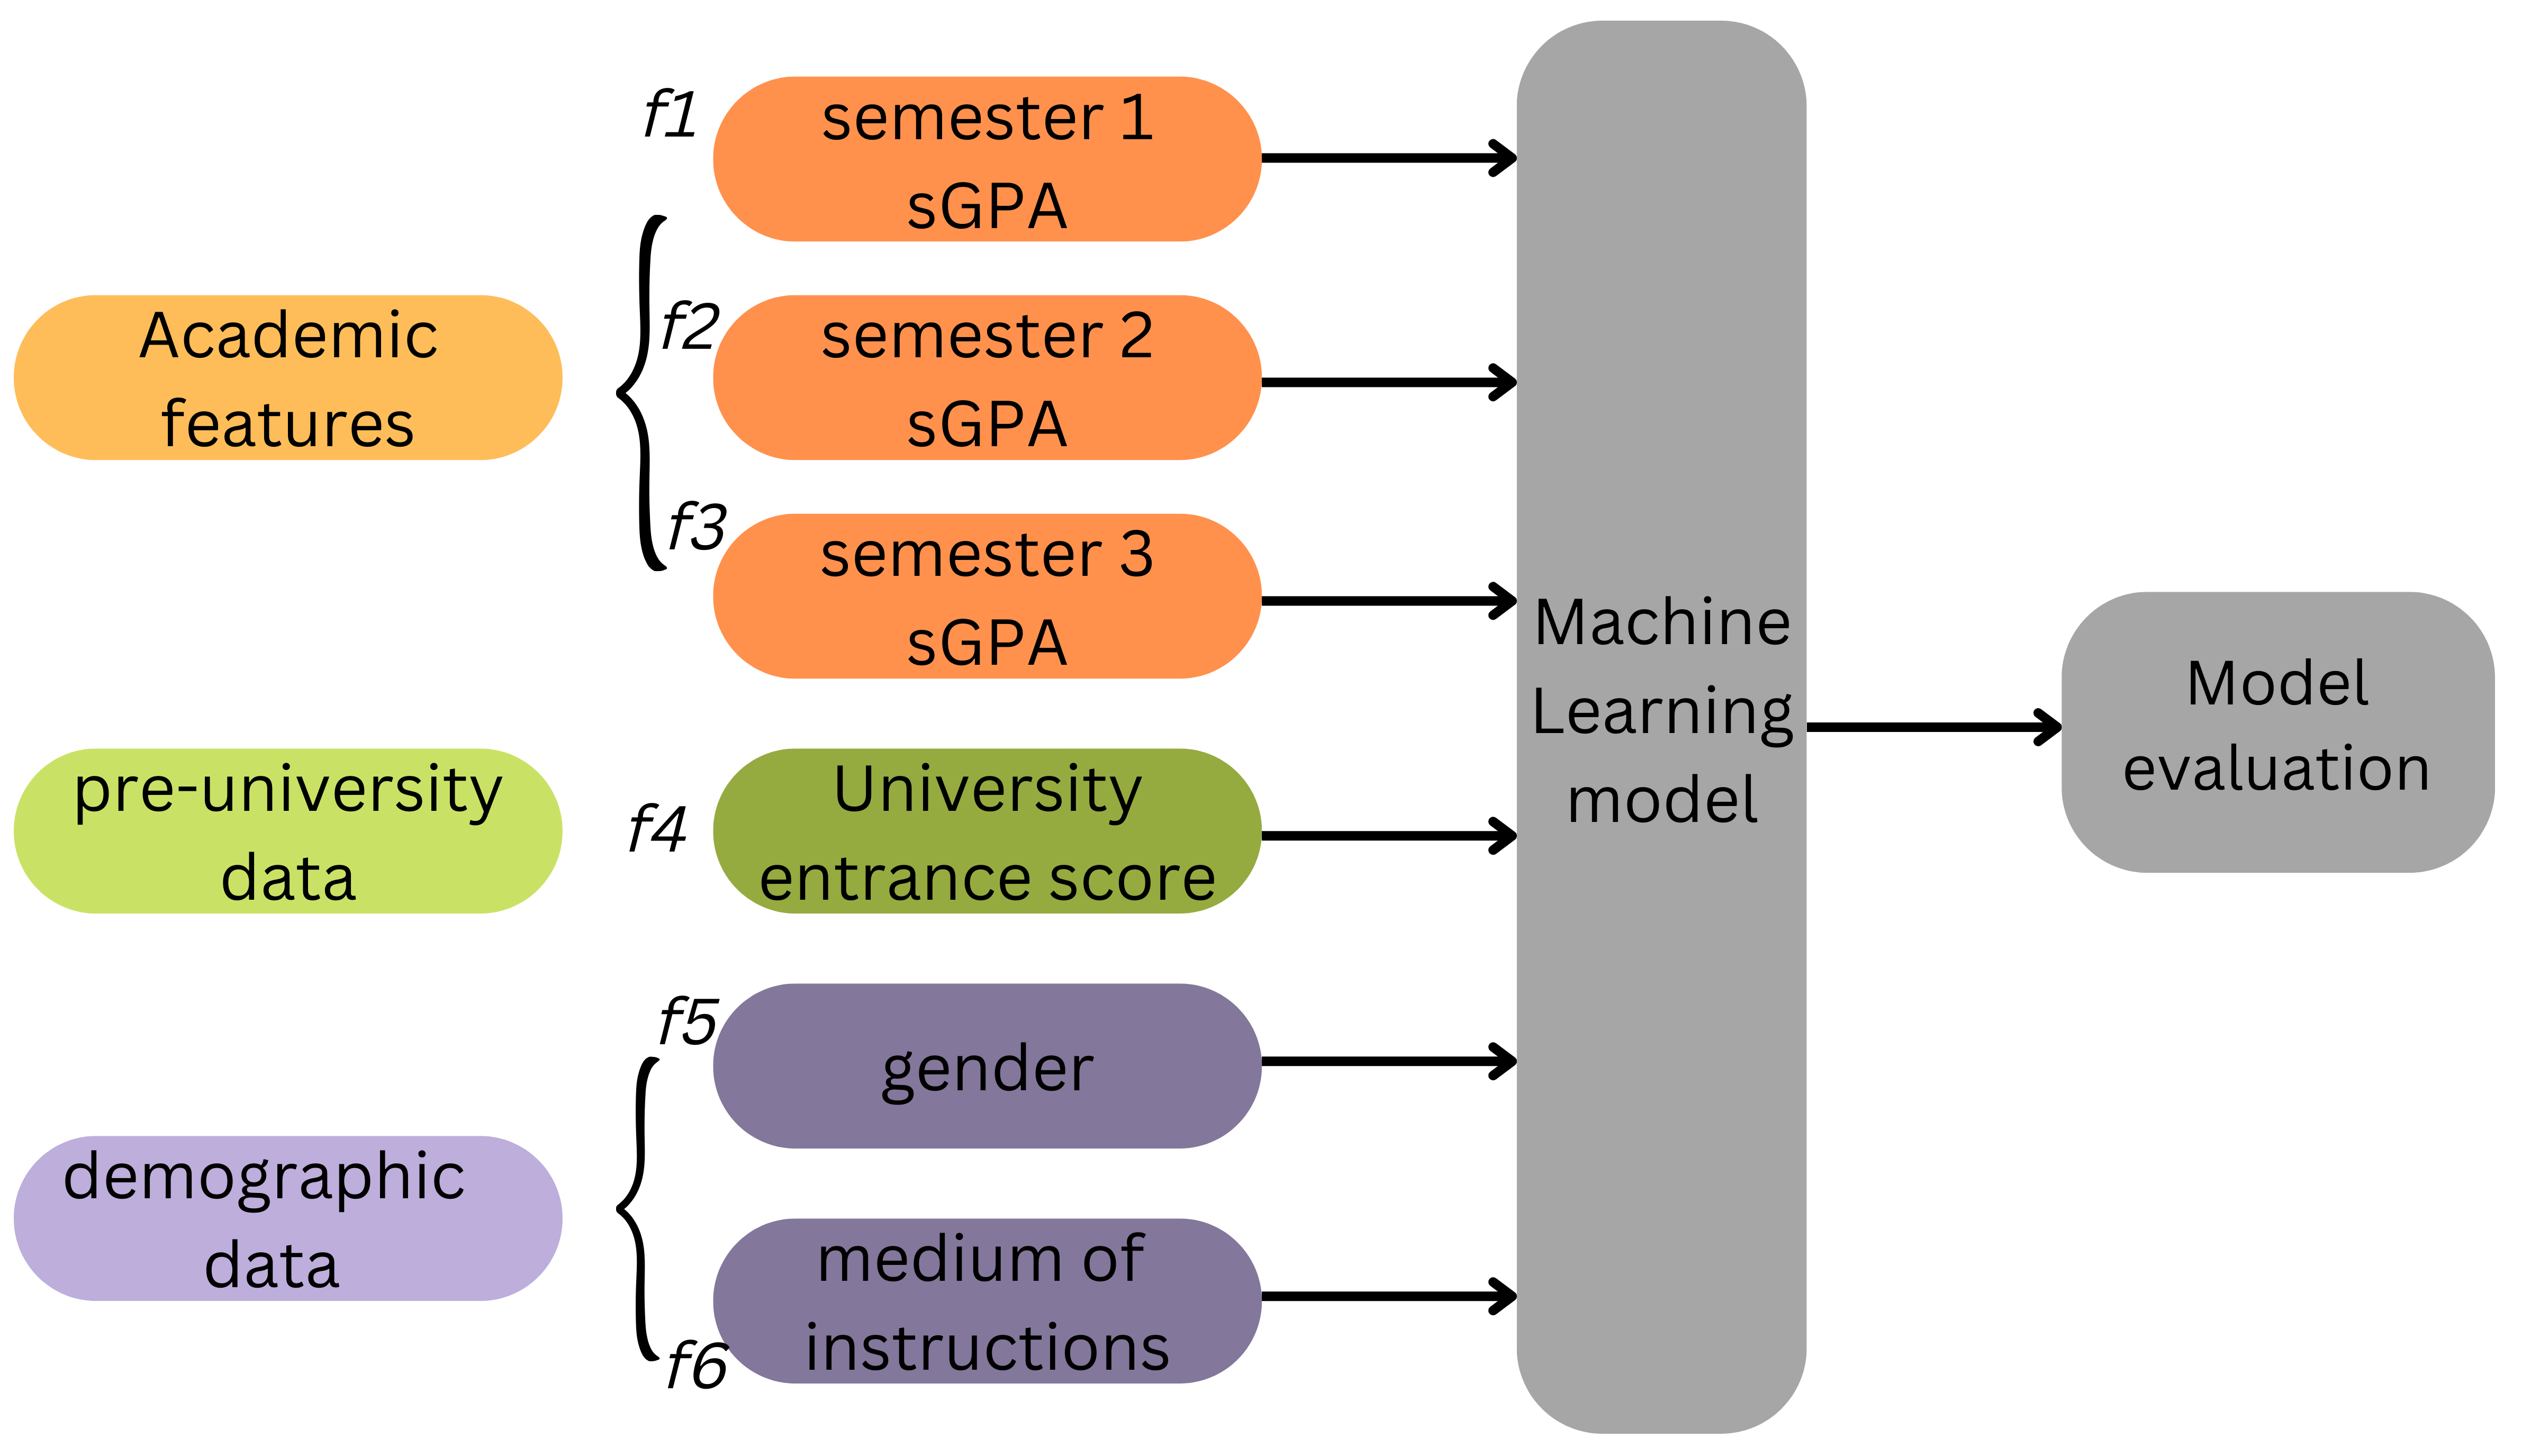 Academic
features
f1
semester 1
sGPA
f2
semester 2
sGPA
f3
semester 3
sGPA
pre-university
data
f4
University
entrance score
demographic
data
f5
gender
f6
medium of
instructions
Machine
Learning
model
Model
evaluation